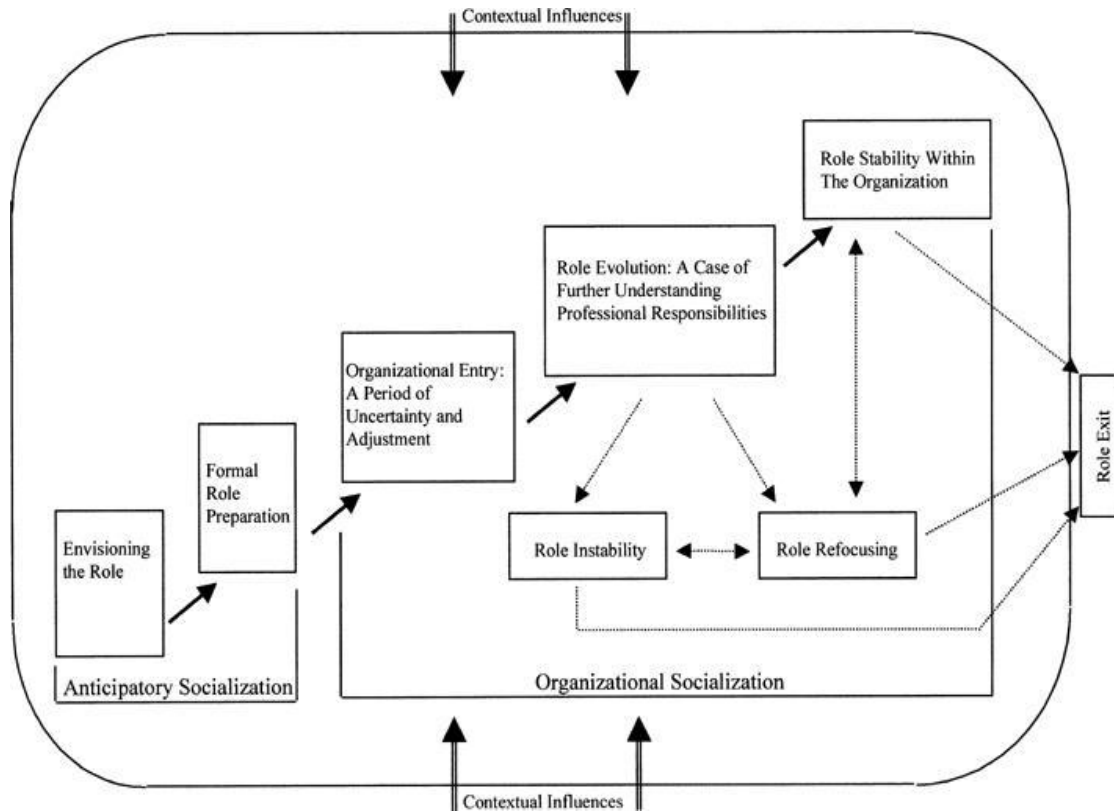 Contextual Influences
Role Stability Within
The Organization
Role Evolution: A Case of
Further Understanding
Professional Responsibilities
Organizational Entry:
A Period of
Uncertainty and
Adjustment
Formal
Role
Preparation
Envisioning
the Role
Role Instability
Role Refocusing
Role Exit
Anticipatory Socialization
Organizational Socialization
Contextual Influences